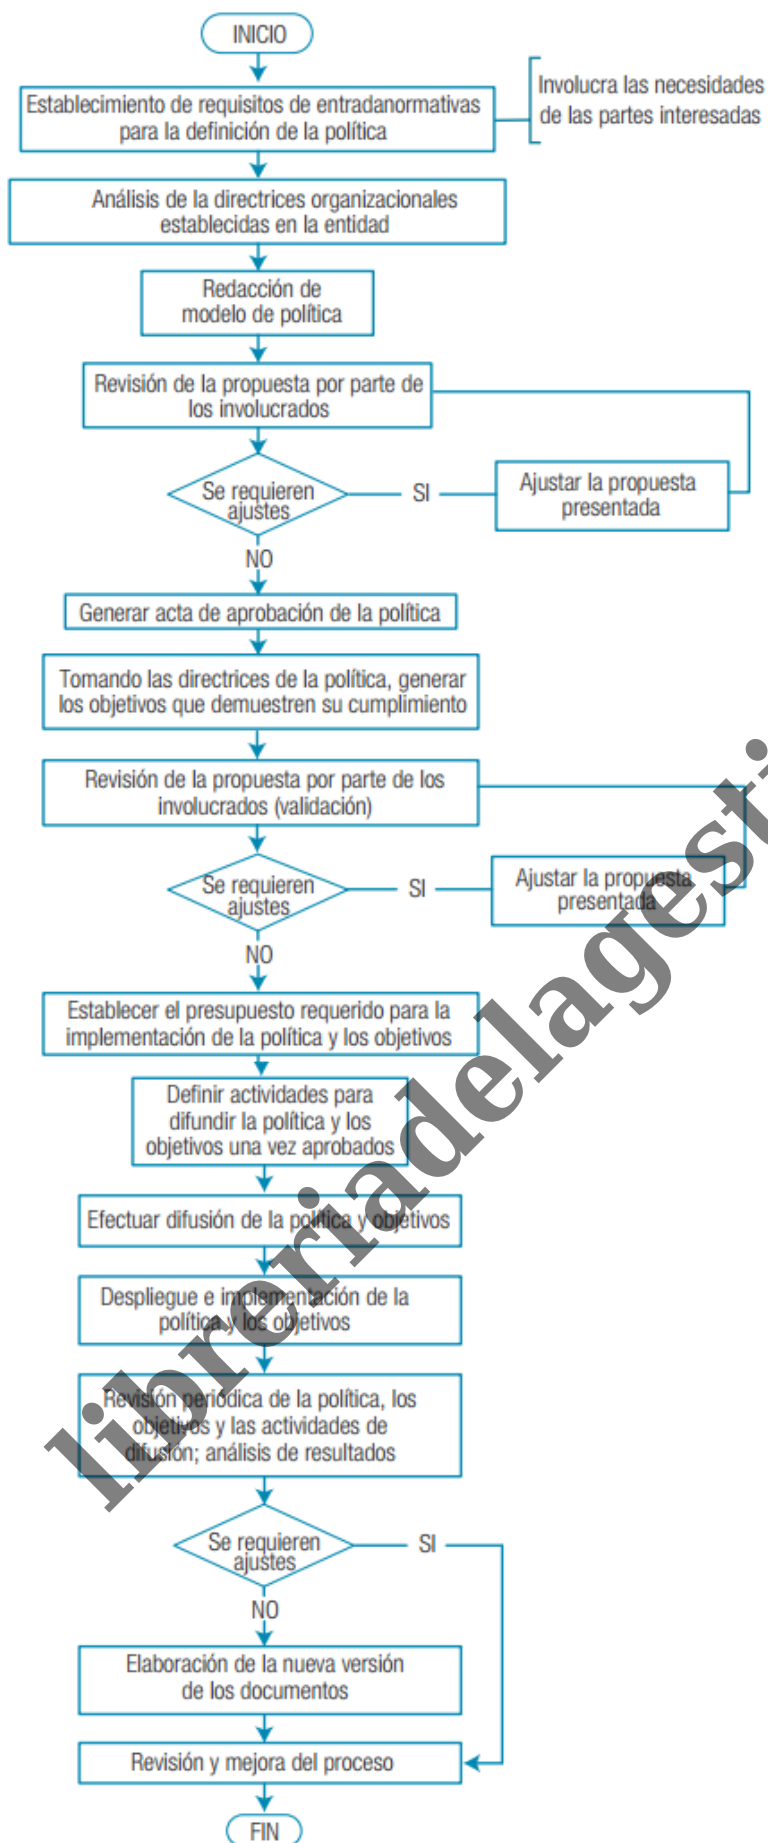 INICIO
Establecimiento de requisitos de entradanormativas
para la definición de la política
Involucra las necesidades
de las partes interesadas
Análisis de la directrices organizacionales
establecidas en la entidad
Redacción de
modelo de política
Revisión de la propuesta por parte de
los involucrados
Se requieren
ajustes
SI
Ajustar la propuesta
presentada
NO
Generar acta de aprobación de la política
Tomando las directrices de la política, generar
los objetivos que demuestren su cumplimiento
Revisión de la propuesta por parte de los
involucrados (validación)
Se requieren
ajustes
SI
Ajustar la propuesta
presentada
NO
Establecer el presupuesto requerido para la
implementación de la política y los objetivos
Definir actividades para
difundir la política y los
objetivos una vez aprobados
Efectuar difusión de la política y objetivos
Despliegue e implementación de la
política y los objetivos
Revisión periódica de la política, los
objetivos y las actividades de
difusión; análisis de resultados
Se requieren
ajustes
SI
NO
Elaboración de la nueva versión
de los documentos
Revisión y mejora del proceso
FIN
libreriadelagesti